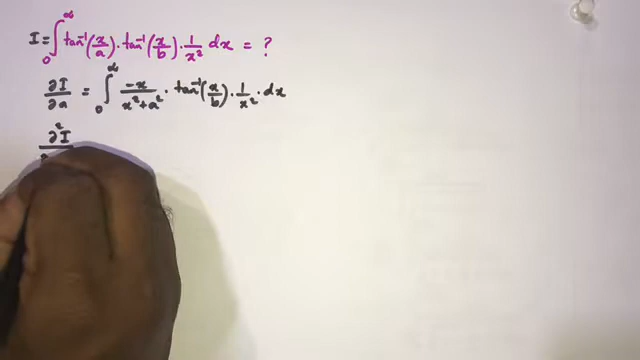 I = ∫₀^∞ tan⁻¹(x/a) · tan⁻¹(x/b) · 1/x² dx = ?
∂I/∂a = ∫₀^∞ -x/(x²+a²) · tan⁻¹(x/b) · 1/x² · dx
∂²I